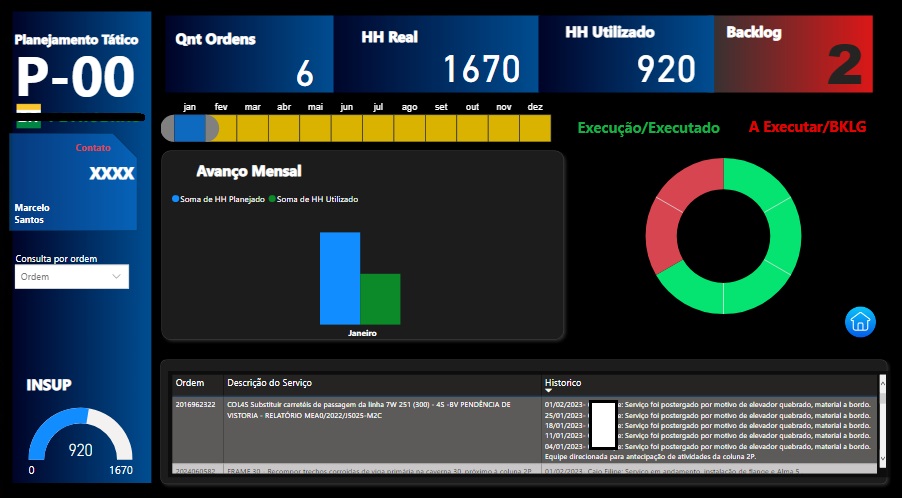 Planejamento Tático
P-00
Contato
XXXX
Marcelo
Santos
Consulta por ordem
Ordem
INSUP
920
0
1670
Qnt Ordens
6
HH Real
1670
HH Utilizado
920
Backlog
2
jan fev mar abr mai jun jul ago set out nov dez
Execução/Executado
A Executar/BKLG
Avanço Mensal
Soma de HH Planejado Soma de HH Utilizado
Janeiro
Ordem Descrição do Serviço Historico
2016962322 COL4S Substituir carretéis de passagem da linha 7W 251 (300) - 4S -BV PENDÊNCIA DE
VISTORIA - RELATÓRIO MEA0/2022/JS025-M2C
01/02/2023- e: Serviço foi postergado por motivo de elevador quebrado, material a bordo.
25/01/2023- e: Serviço foi postergado por motivo de elevador quebrado, material a bordo.
18/01/2023- e: Serviço foi postergado por motivo de elevador quebrado, material a bordo.
11/01/2023- e: Serviço foi postergado por motivo de elevador quebrado, material a bordo.
04/01/2023- e: Serviço foi postergado por motivo de elevador quebrado, material a bordo.
Equipe direcionada para antecipação de atividades da coluna 2P.
2024060587 FRAME 30 - Recompor trechos corroidas de viga primária na caverna 30, próximo à coluna 2P. 01/02/2023 Caio Filipe: Serviço em andamento, instalação de flange e Alma 5.